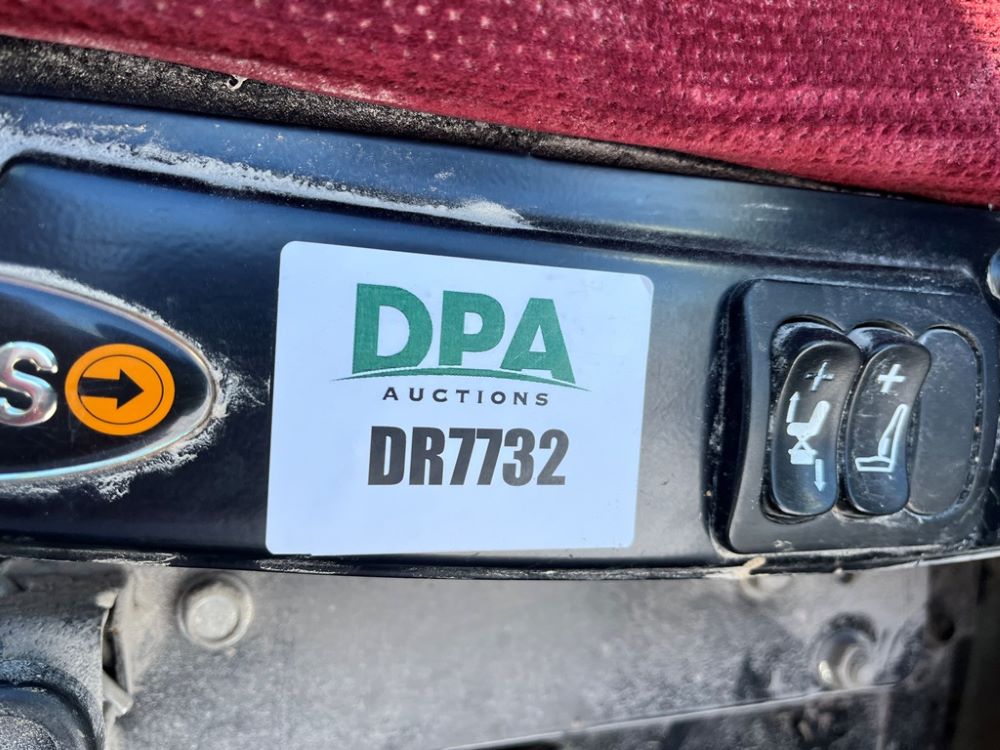 DPA
AUCTIONS
DR7732
S
+ +